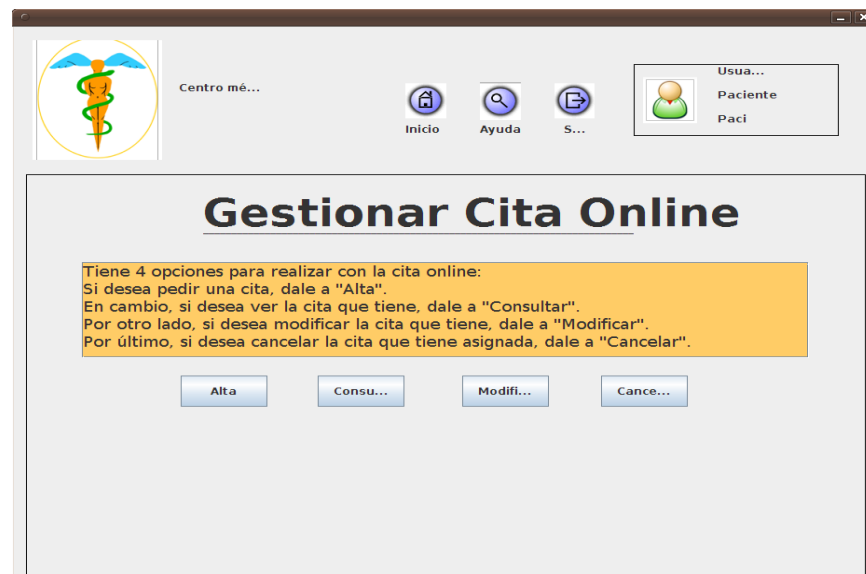 Centro mé...
Inicio
Ayuda
S...
Usua...
Paciente
Paci
Gestionar Cita Online
Tiene 4 opciones para realizar con la cita online:
Si desea pedir una cita, dale a "Alta".
En cambio, si desea ver la cita que tiene, dale a "Consultar".
Por otro lado, si desea modificar la cita que tiene, dale a "Modificar".
Por último, si desea cancelar la cita que tiene asignada, dale a "Cancelar".
Alta
Consu...
Modifi...
Cance...